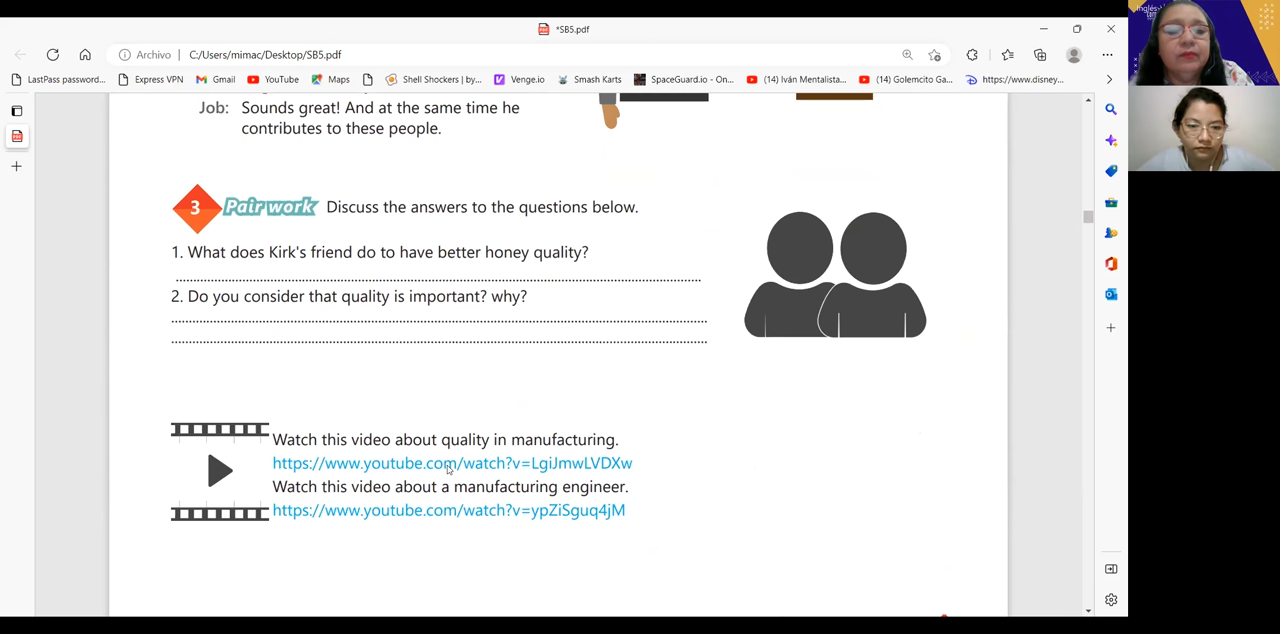 *SB5.pdf
Archivo | C:/Users/mimac/Desktop/SB5.pdf
LastPass password...
Express VPN
Gmail
YouTube
Maps
Shell Shockers | by...
Venge.io
Smash Karts
SpaceGuard.io - On...
(14) Iván Mentalista...
(14) Golemcito Ga...
https://www.disney...
Job: Sounds great! And at the same time he
contributes to these people.
3 Pair work Discuss the answers to the questions below.
1. What does Kirk's friend do to have better honey quality?
2. Do you consider that quality is important? why?
Watch this video about quality in manufacturing.
https://www.youtube.com/watch?v=LgiJmwLVDXw
Watch this video about a manufacturing engineer.
https://www.youtube.com/watch?v=ypZiSguq4jM